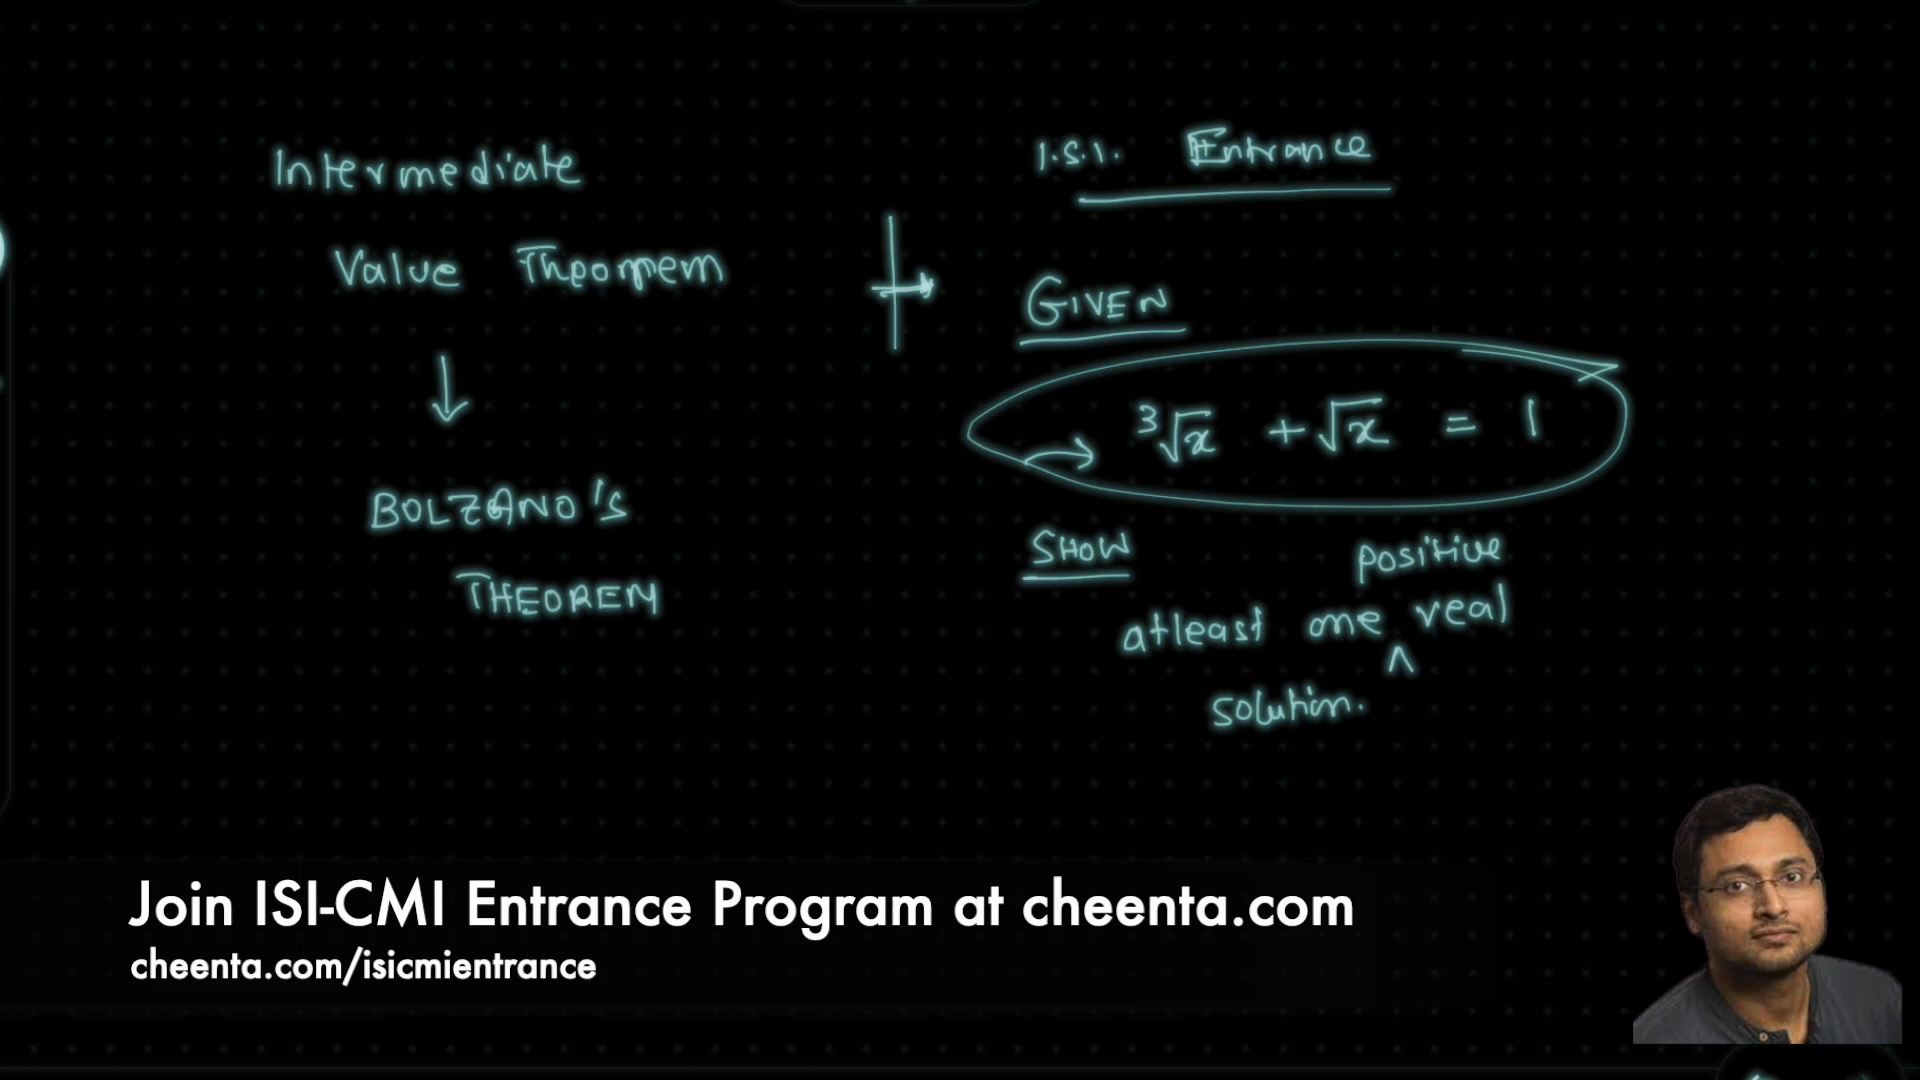 Intermediate
Value Theorem
BOLZANO'S
THEOREM
I.S.I. Entrance
GIVEN
³√x + √x = 1
SHOW
positive
atleast one ^ real
solution.
Join ISI-CMI Entrance Program at cheenta.com
cheenta.com/isicmientrance